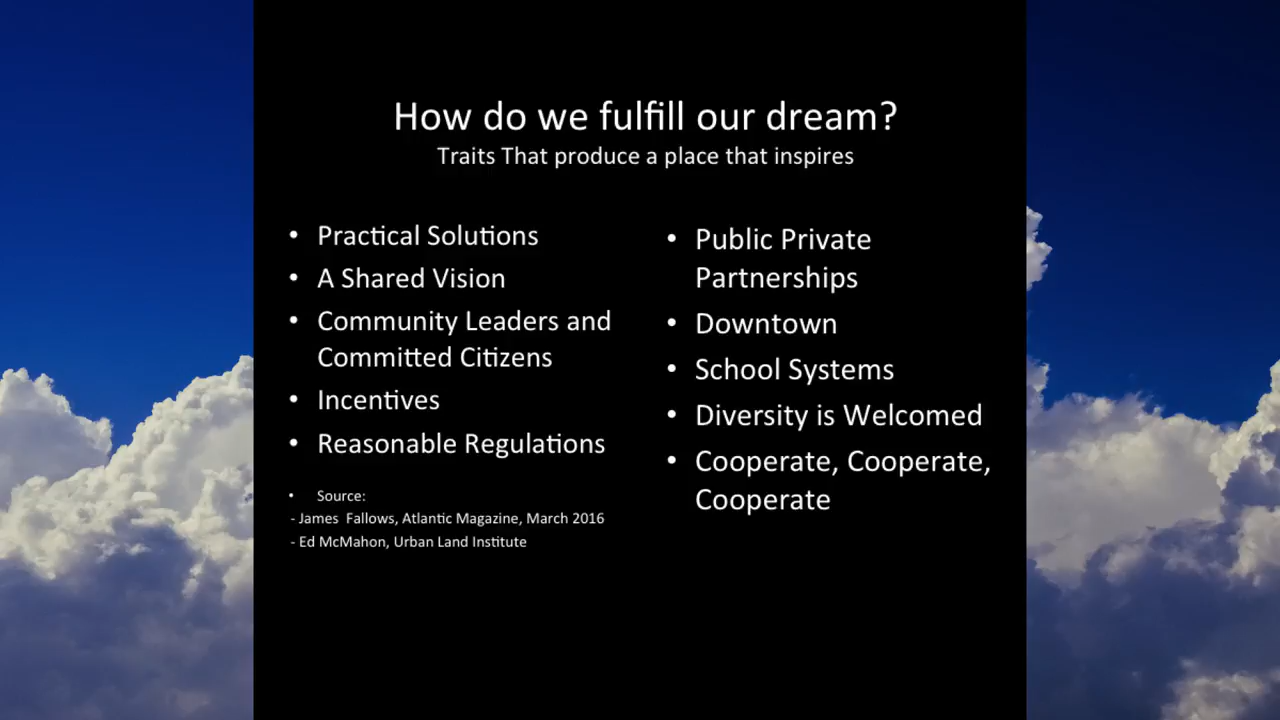 How do we fulfill our dream?
Traits That produce a place that inspires
• Practical Solutions
• A Shared Vision
• Community Leaders and
Committed Citizens
• Incentives
• Reasonable Regulations
• Source:
- James Fallows, Atlantic Magazine, March 2016
- Ed McMahon, Urban Land Institute
• Public Private
Partnerships
• Downtown
• School Systems
• Diversity is Welcomed
• Cooperate, Cooperate,
Cooperate